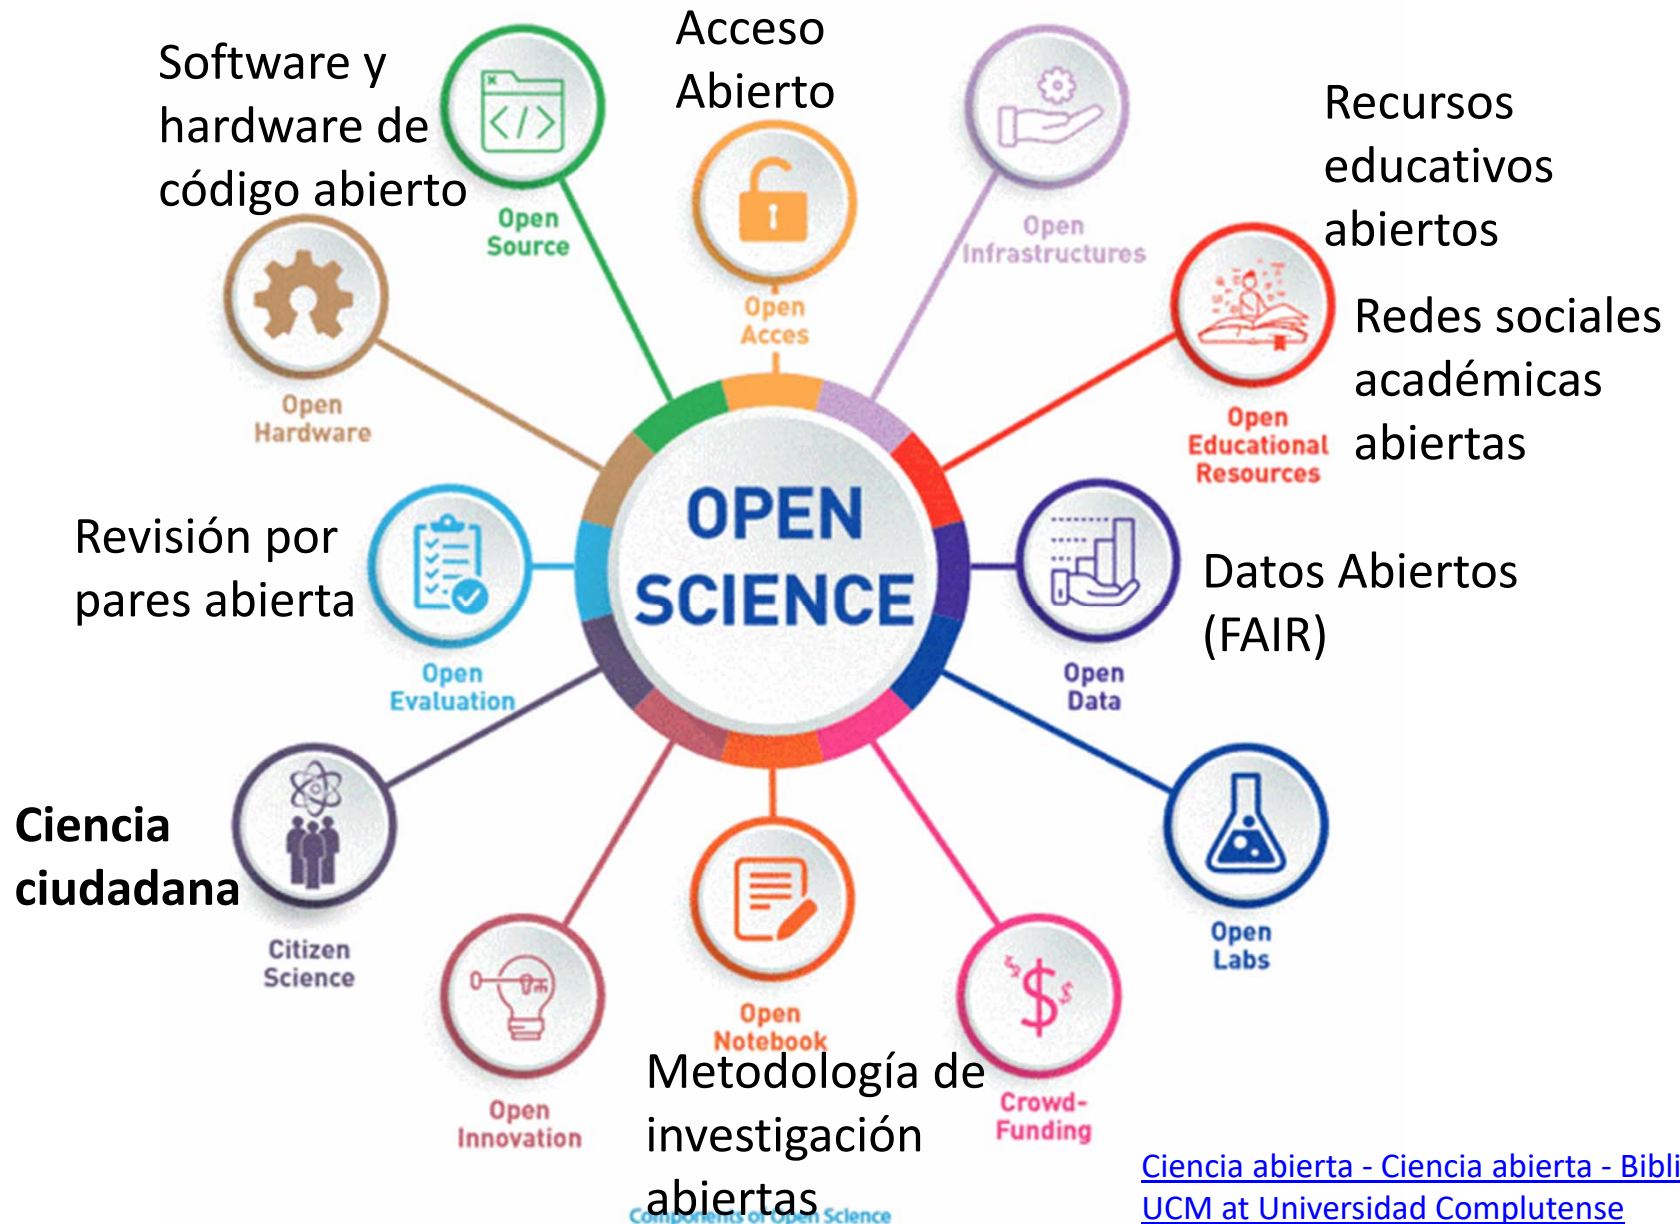 Software y
hardware de
código abierto
Acceso
Abierto
Recursos
educativos
abiertos
Open
Source
Open
Infrastructures
Open
Acces
Redes sociales
académicas
abiertas
Open
Hardware
Open
Educational
Resources
OPEN
SCIENCE
Revisión por
pares abierta
Datos Abiertos
(FAIR)
Open
Evaluation
Open
Data
Ciencia
ciudadana
Citizen
Science
Open
Labs
Open
Notebook
Metodología de
investigación
abiertas
Open
Innovation
Crowd-
Funding
Components of Open Science
Ciencia abierta - Ciencia abierta - Bibli
UCM at Universidad Complutense